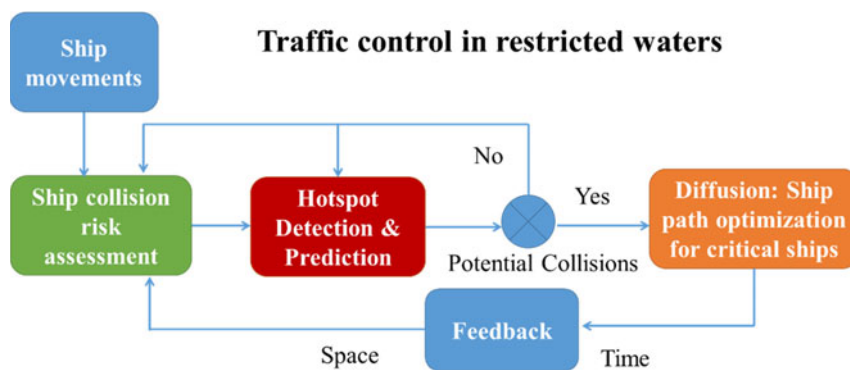 Traffic control in restricted waters
Ship
movements
No
Ship collision
risk
assessment
Hotspot
Detection &
Prediction
Yes
Potential Collisions
Diffusion: Ship
path optimization
for critical ships
Feedback
Space
Time